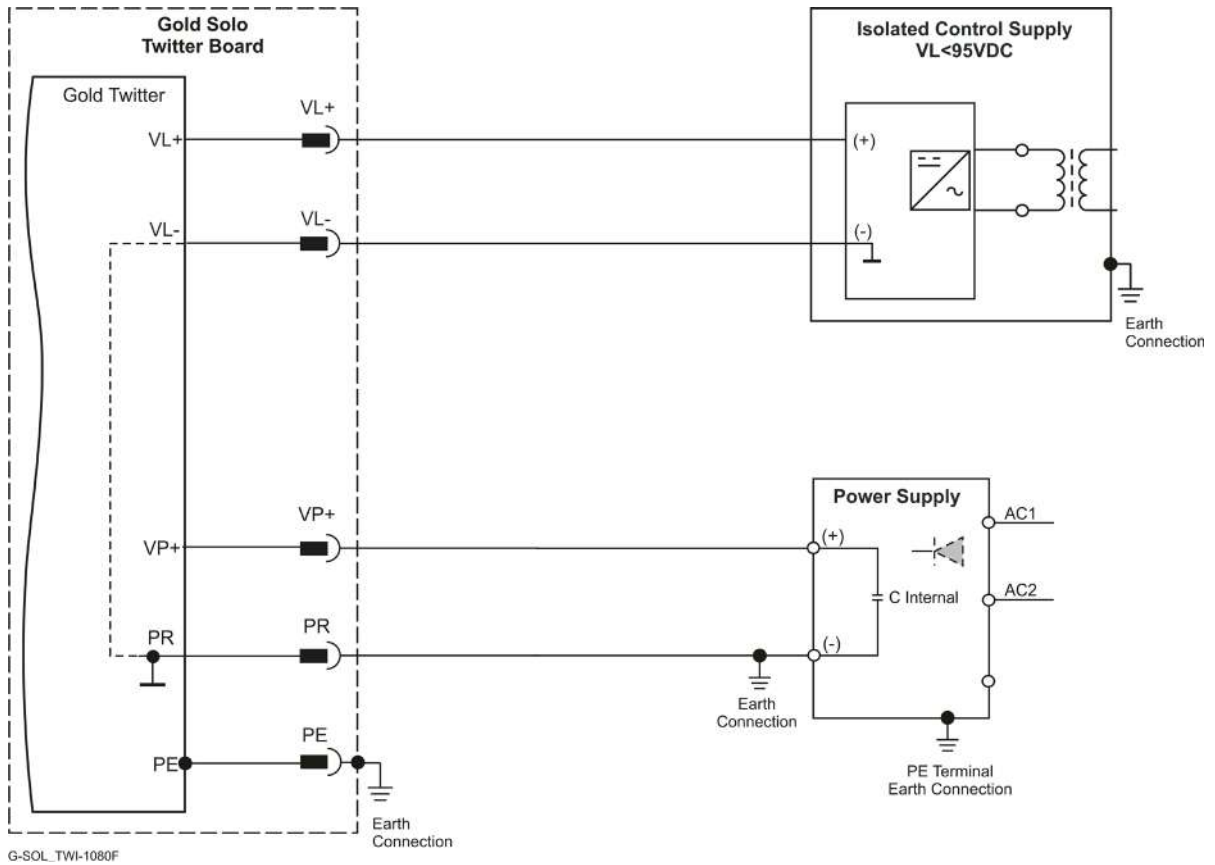 Gold Solo
Twitter Board
Gold Twitter
VL+
VL+
VL-
VL-
VP+
VP+
PR
PR
PE
PE
Earth
Connection
Isolated Control Supply
VL<95VDC
(+)
(-)
Earth
Connection
Power Supply
(+)
(-)
C Internal
AC1
AC2
Earth
Connection
PE Terminal
Earth Connection
G-SOL_TWI-1080F